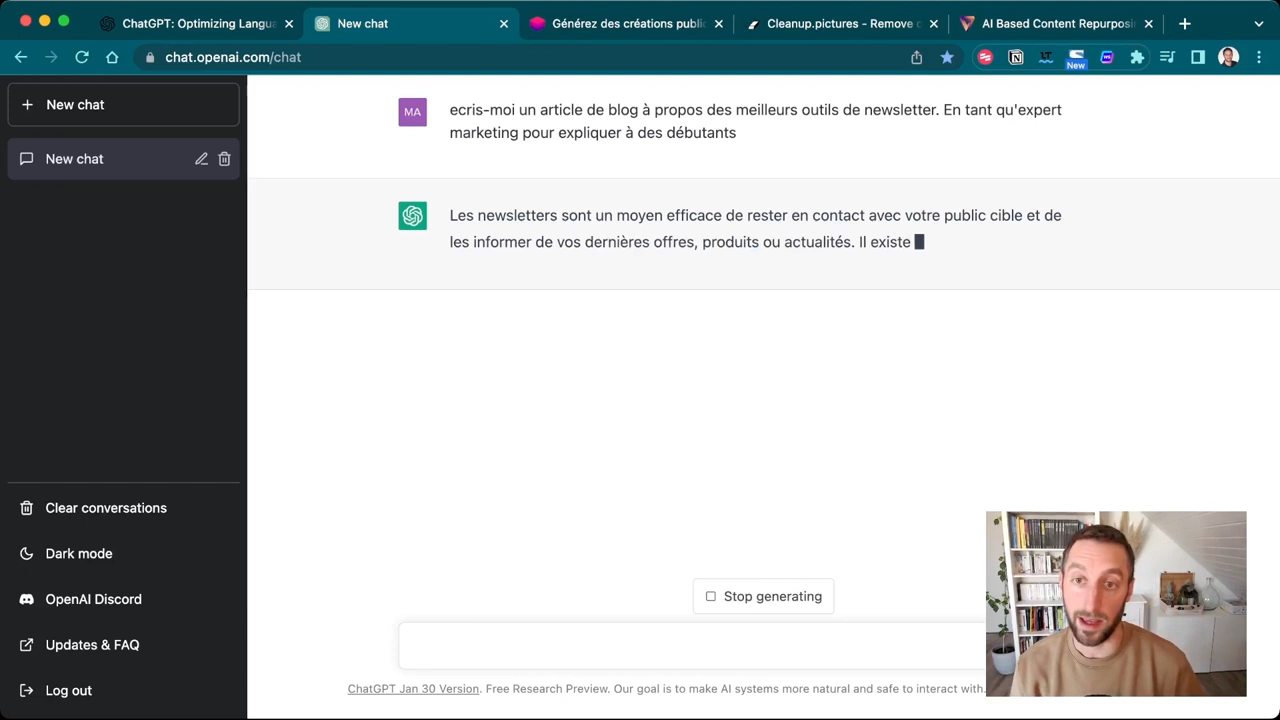 ChatGPT: Optimizing Langua
New chat
Générez des créations public
Cleanup.pictures - Remove o
AI Based Content Repurposin
chat.openai.com/chat
New
New chat
New chat
MA
ecris-moi un article de blog à propos des meilleurs outils de newsletter. En tant qu'expert
marketing pour expliquer à des débutants
Les newsletters sont un moyen efficace de rester en contact avec votre public cible et de
les informer de vos dernières offres, produits ou actualités. Il existe
Clear conversations
Dark mode
OpenAI Discord
Updates & FAQ
Log out
Stop generating
ChatGPT Jan 30 Version. Free Research Preview. Our goal is to make AI systems more natural and safe to interact with.